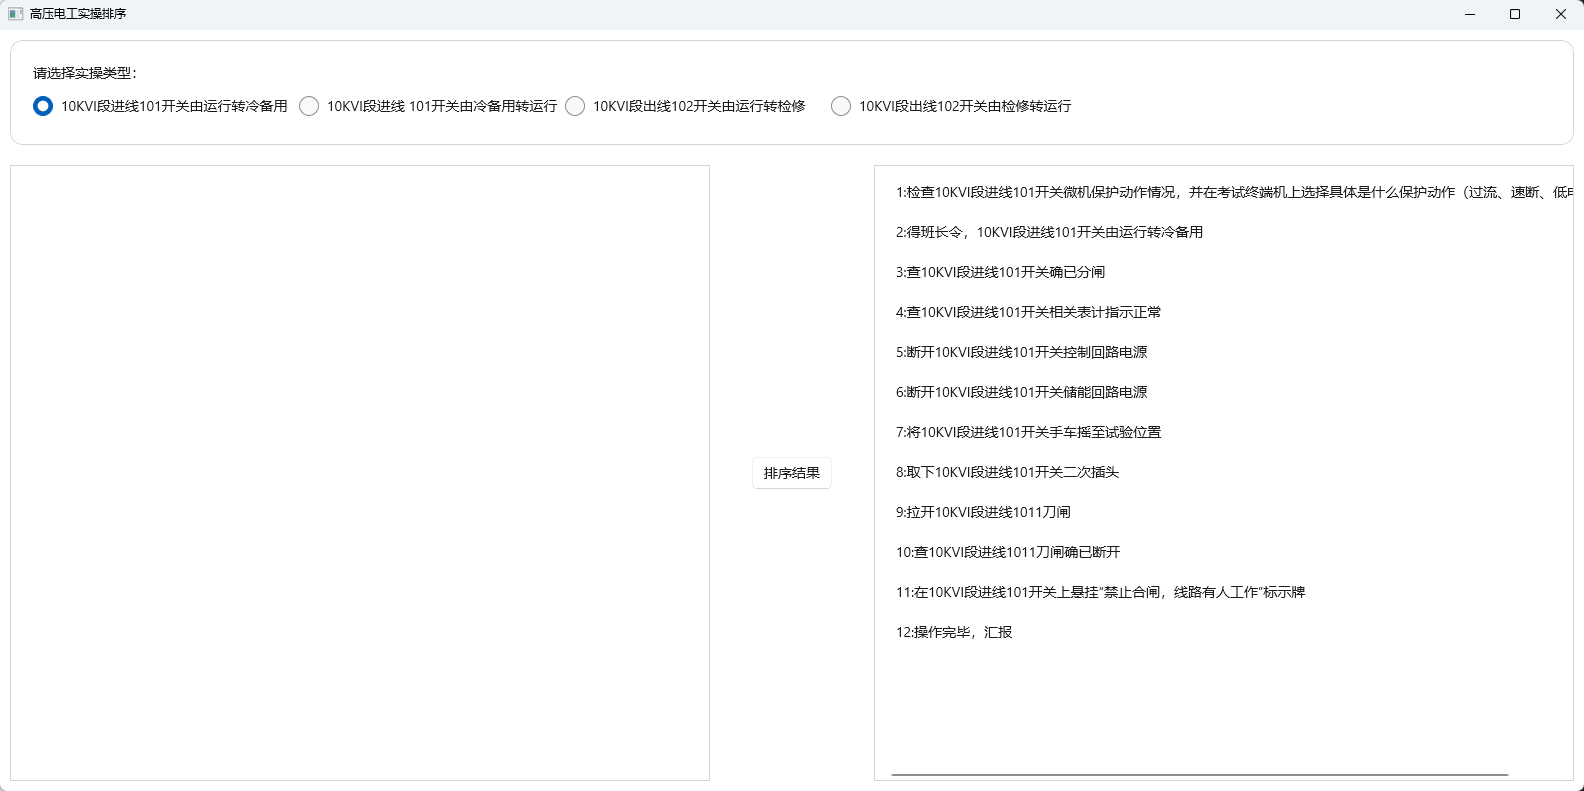 高压电工实操排序
请选择实操类型:
10KVI段进线101开关由运行转冷备用 10KVI段进线 101开关由冷备用转运行 10KVI段出线102开关由运行转检修 10KVI段出线102开关由检修转运行
1:检查10KVI段进线101开关微机保护动作情况，并在考试终端机上选择具体是什么保护动作（过流、速断、低
2:得班长令，10KVI段进线101开关由运行转冷备用
3:查10KVI段进线101开关确已分闸
4:查10KVI段进线101开关相关表计指示正常
5:断开10KVI段进线101开关控制回路电源
6:断开10KVI段进线101开关储能回路电源
7:将10KVI段进线101开关手车摇至试验位置
排序结果
8:取下10KVI段进线101开关二次插头
9:拉开10KVI段进线1011刀闸
10:查10KVI段进线1011刀闸确已断开
11:在10KVI段进线101开关上悬挂“禁止合闸，线路有人工作”标示牌
12:操作完毕，汇报